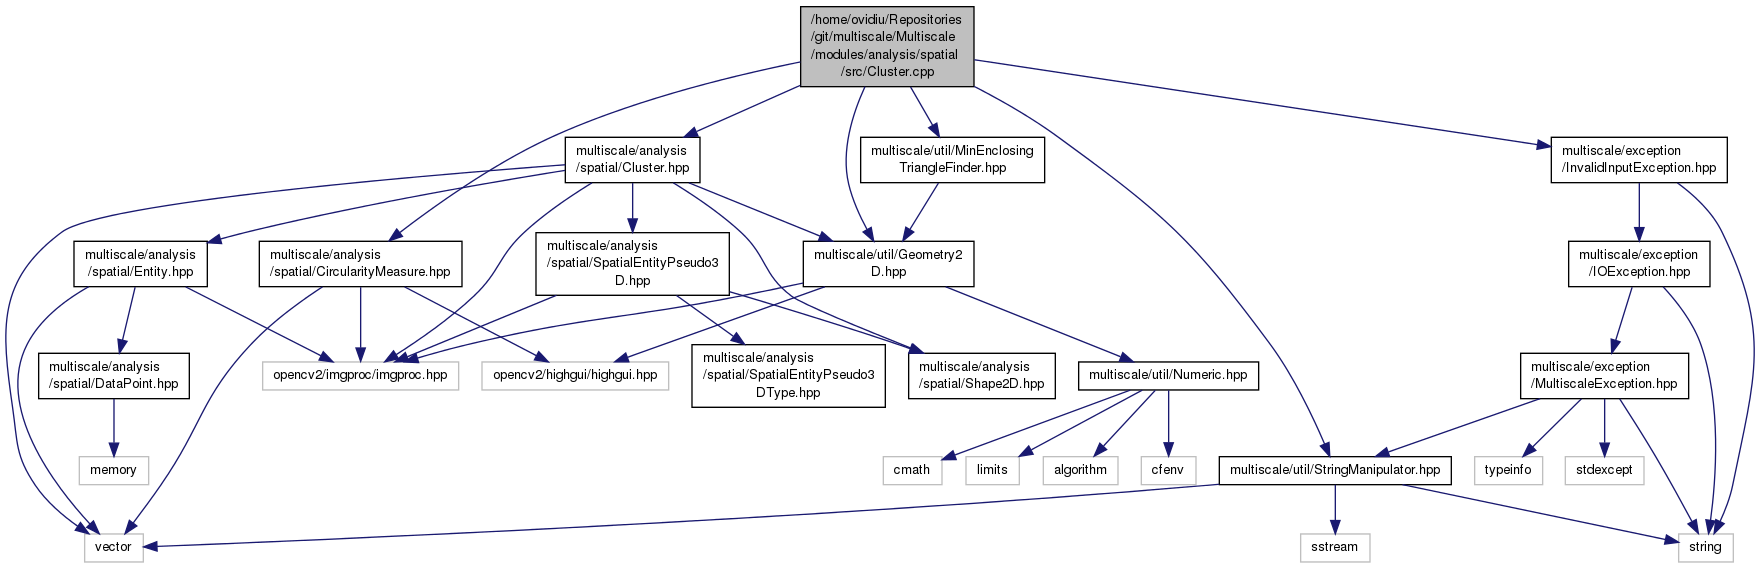 /home/ovidiu/Repositories
/git/multiscale/Multiscale
/modules/analysis/spatial
/src/Cluster.cpp
multiscale/analysis
/spatial/Cluster.hpp
multiscale/util/MinEnclosing
TriangleFinder.hpp
multiscale/exception
/InvalidInputException.hpp
multiscale/analysis
/spatial/Entity.hpp
multiscale/analysis
/spatial/CircularityMeasure.hpp
multiscale/analysis
/spatial/SpatialEntityPseudo3
D.hpp
multiscale/util/Geometry2
D.hpp
multiscale/exception
/IOException.hpp
multiscale/analysis
/spatial/DataPoint.hpp
opencv2/imgproc/imgproc.hpp
opencv2/highgui/highgui.hpp
multiscale/analysis
/spatial/SpatialEntityPseudo3
DType.hpp
multiscale/analysis
/spatial/Shape2D.hpp
multiscale/util/Numeric.hpp
multiscale/exception
/MultiscaleException.hpp
memory
cmath
limits
algorithm
cfenv
multiscale/util/StringManipulator.hpp
typeinfo
stdexcept
vector
sstream
string